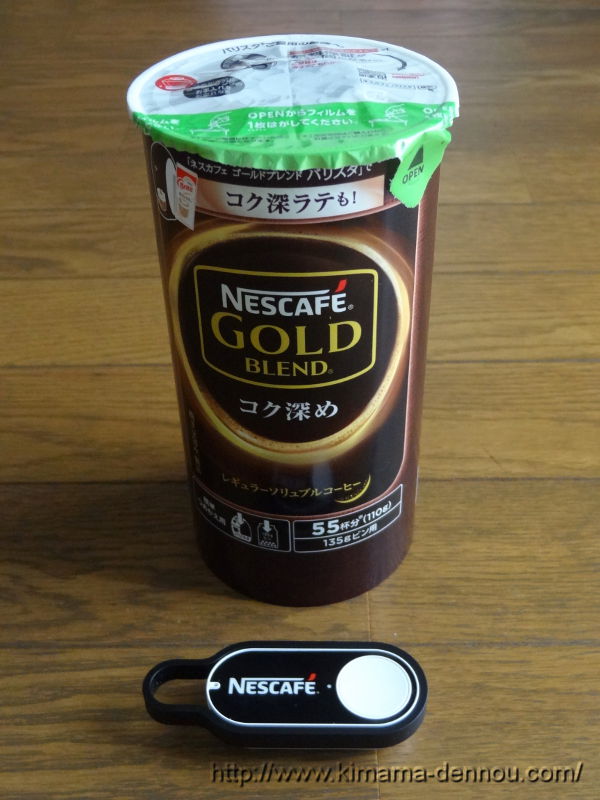 OPENからフィルムを
1枚はがしてください
OPEN
「ネスカフェ ゴールドブレンド バリスタ」で
コク深ラテも!
NESCAFÉ®
GOLD
BLEND®
コク深め
レギュラーソリュブルコーヒー
55杯分*(110g)
135gビン用
NESCAFÉ
http://www.kimama-dennou.com/